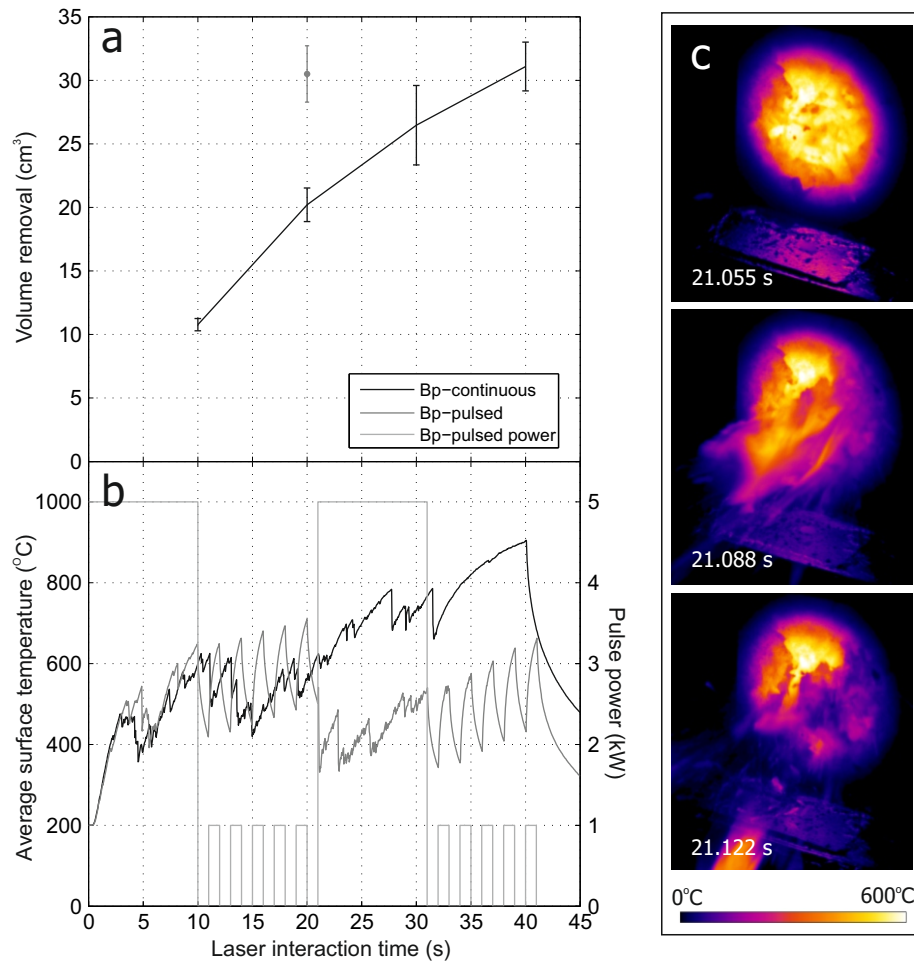 a
35
30
25
20
15
10
5
0
Volume removal (cm³)
Bp−continuous
Bp−pulsed
Bp−pulsed power
b
1000
800
600
400
200
0
Average surface temperature (°C)
5
4
3
2
1
0
Pulse power (kW)
0 5 10 15 20 25 30 35 40 45
Laser interaction time (s)
c
21.055 s
21.088 s
21.122 s
0°C 600°C